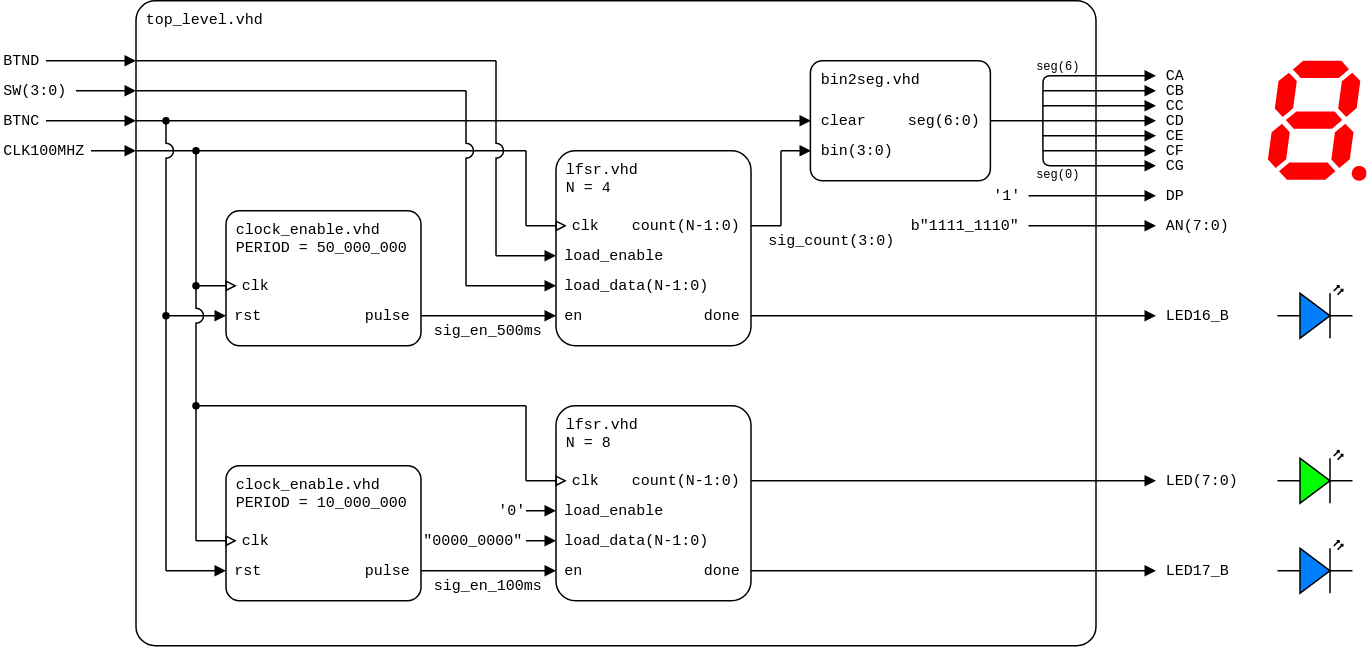 top_level.vhd
BTND
SW(3:0)
BTNC
CLK100MHZ
clock_enable.vhd
PERIOD = 50_000_000
clk
rst
pulse
sig_en_500ms
lfsr.vhd
N = 4
clk
count(N-1:0)
load_enable
load_data(N-1:0)
en
done
sig_count(3:0)
bin2seg.vhd
clear
seg(6:0)
bin(3:0)
seg(6)
seg(0)
CA
CB
CC
CD
CE
CF
CG
'1'
DP
b"1111_1110"
AN(7:0)
LED16_B
clock_enable.vhd
PERIOD = 10_000_000
clk
rst
pulse
sig_en_100ms
lfsr.vhd
N = 8
clk
count(N-1:0)
'0'
load_enable
"0000_0000"
load_data(N-1:0)
en
done
LED(7:0)
LED17_B